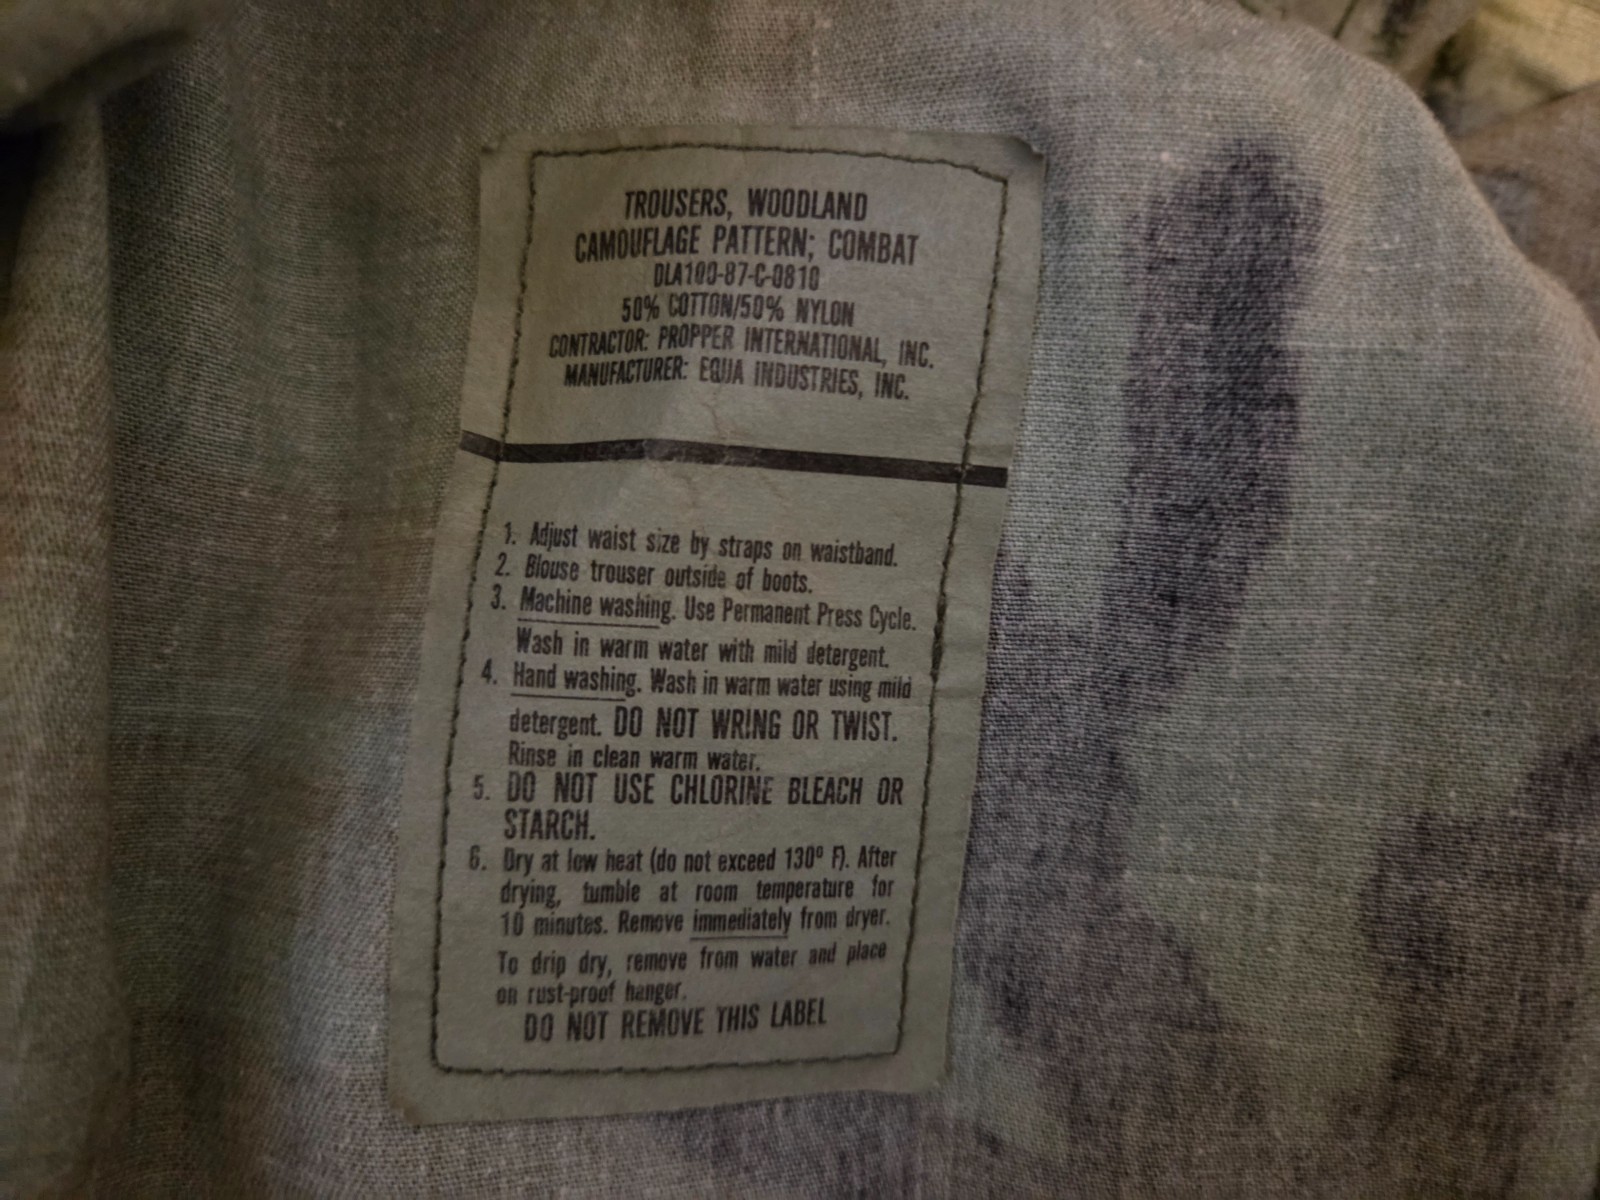 TROUSERS, WOODLAND
CAMOUFLAGE PATTERN; COMBAT
DLA100-87-C-0810
50% COTTON/50% NYLON
CONTRACTOR: PROPPER INTERNATIONAL, INC.
MANUFACTURER: EQUA INDUSTRIES, INC.
1. Adjust waist size by straps on waistband.
2. Blouse trouser outside of boots.
3. Machine washing. Use Permanent Press Cycle.
Wash in warm water with mild detergent.
4. Hand washing. Wash in warm water using mild
detergent. DO NOT WRING OR TWIST.
Rinse in clean warm water.
5. DO NOT USE CHLORINE BLEACH OR
STARCH.
6. Dry at low heat (do not exceed 130º F). After
drying, tumble at room temperature for
10 minutes. Remove immediately from dryer.
To drip dry, remove from water and place
on rust-proof hanger.
DO NOT REMOVE THIS LABEL